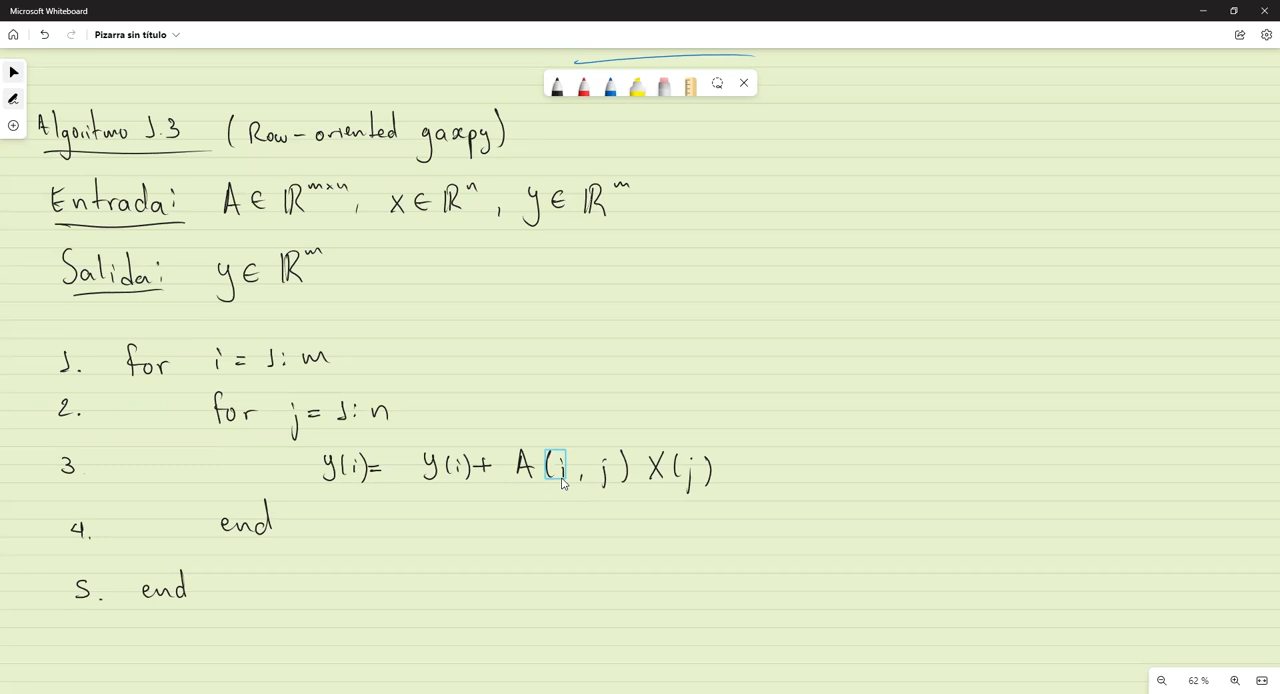 Microsoft Whiteboard
Pizarra sin título
Algoritmo 1.3 (Row-oriented gaxpy)
Entrada: A ∈ ℝ^{m×n}, x ∈ ℝ^n, y ∈ ℝ^m
Salida: y ∈ ℝ^m
1. for i = 1:m
2. for j = 1:n
3 y(i) = y(i) + A(i, j) X(j)
4. end
5. end
62 %